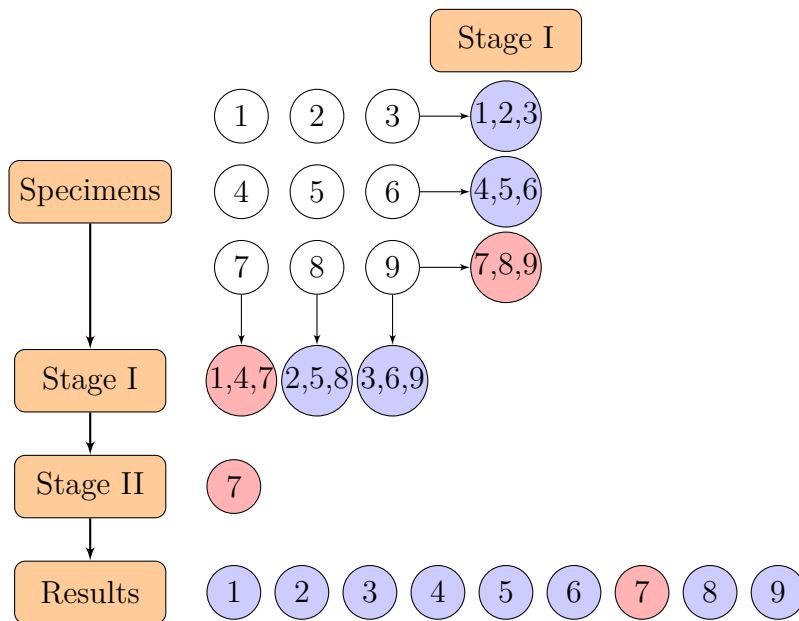 Stage I
1 2 3 1,2,3
Specimens 4 5 6 4,5,6
7 8 9 7,8,9
Stage I 1,4,7 2,5,8 3,6,9
Stage II 7
Results 1 2 3 4 5 6 7 8 9